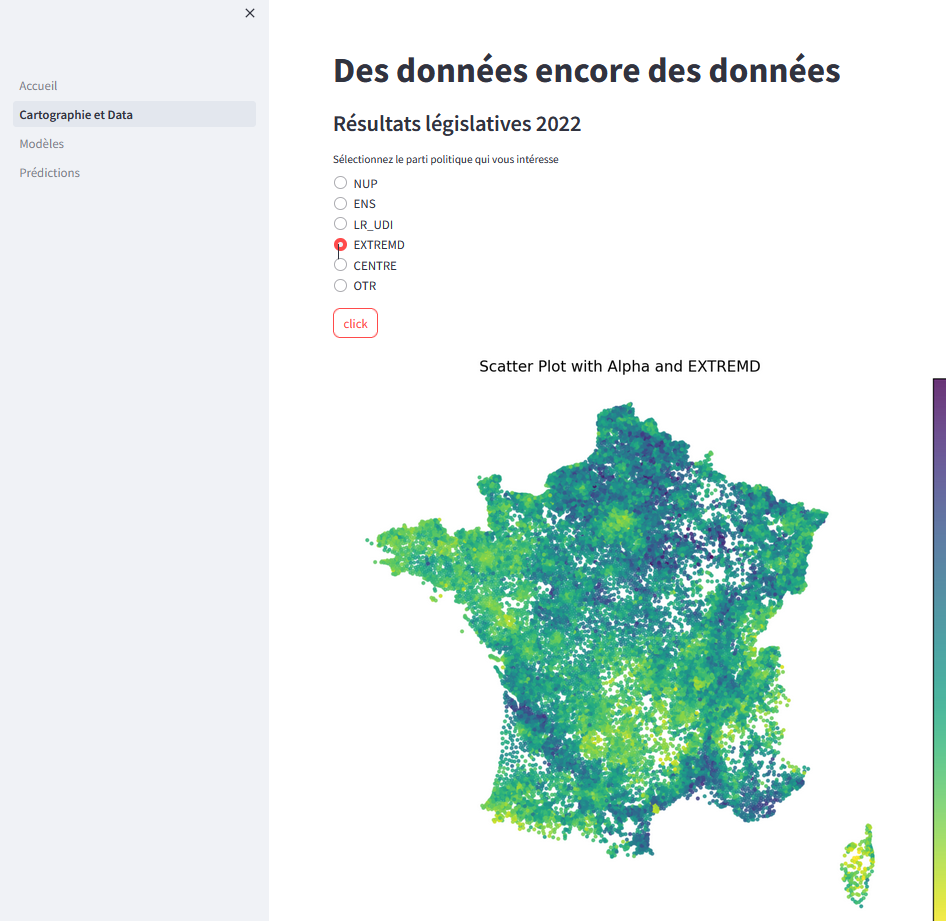 Accueil
Cartographie et Data
Modèles
Prédictions
Des données encore des données
Résultats législatives 2022
Sélectionnez le parti politique qui vous intéresse
NUP
ENS
LR_UDI
EXTREMD
CENTRE
OTR
click
Scatter Plot with Alpha and EXTREMD